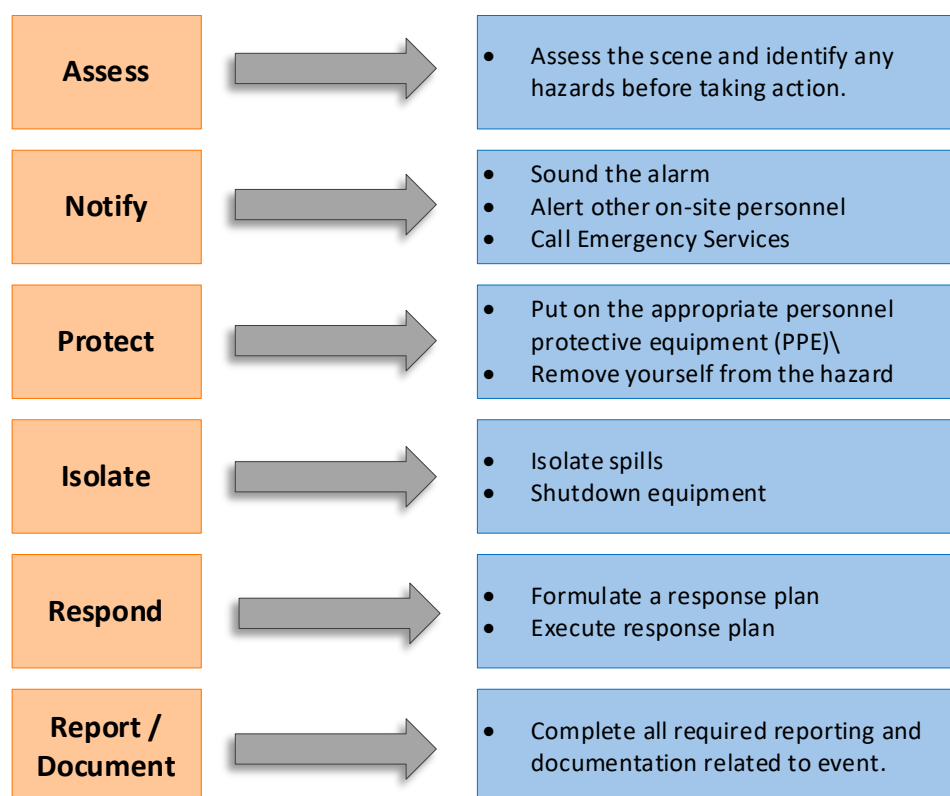 Assess
• Assess the scene and identify any
hazards before taking action.
Notify
• Sound the alarm
• Alert other on-site personnel
• Call Emergency Services
Protect
• Put on the appropriate personnel
protective equipment (PPE)\
• Remove yourself from the hazard
Isolate
• Isolate spills
• Shutdown equipment
Respond
• Formulate a response plan
• Execute response plan
Report /
Document
• Complete all required reporting and
documentation related to event.